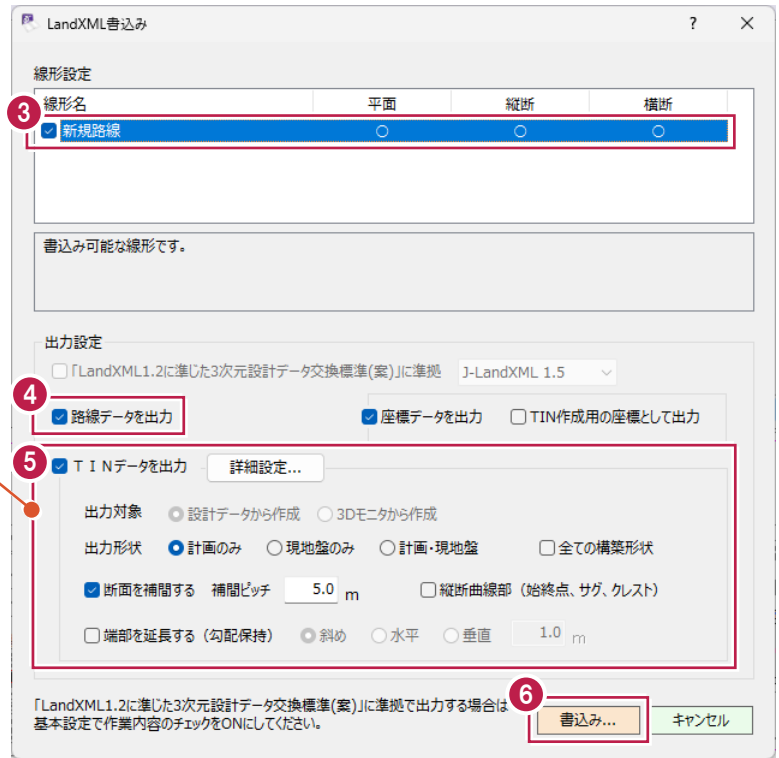 LandXML書込み ? ×
線形設定
線形名 平面 縦断 横断
3
新規路線 ○ ○ ○
書込み可能な線形です。
出力設定
「LandXML1.2に準じた3次元設計データ交換標準(案)」に準拠 J-LandXML 1.5
4
路線データを出力 座標データを出力 TIN作成用の座標として出力
5
TINデータを出力 詳細設定...
出力対象 設計データから作成 3Dモニタから作成
出力形状 計画のみ 現地盤のみ 計画・現地盤 全ての構築形状
断面を補間する 補間ピッチ 5.0 m 縦断曲線部（始終点、サグ、クレスト）
端部を延長する（勾配保持） 斜め 水平 垂直 1.0 m
6
「LandXML1.2に準じた3次元設計データ交換標準(案)」に準拠で出力する場合は
基本設定で作業内容のチェックをONにしてください。
書込み... キャンセル